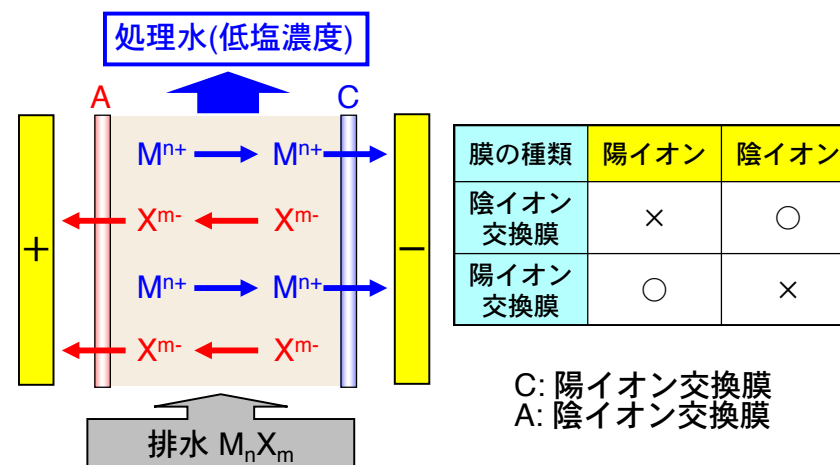 処理水(低塩濃度)
A
C
Mn+ Mn+
Xm- Xm-
Mn+ Mn+
Xm- Xm-
+
−
排水 MnXm
膜の種類 陽イオン 陰イオン
陰イオン
交換膜
× ○
陽イオン
交換膜
○ ×
C: 陽イオン交換膜
A: 陰イオン交換膜